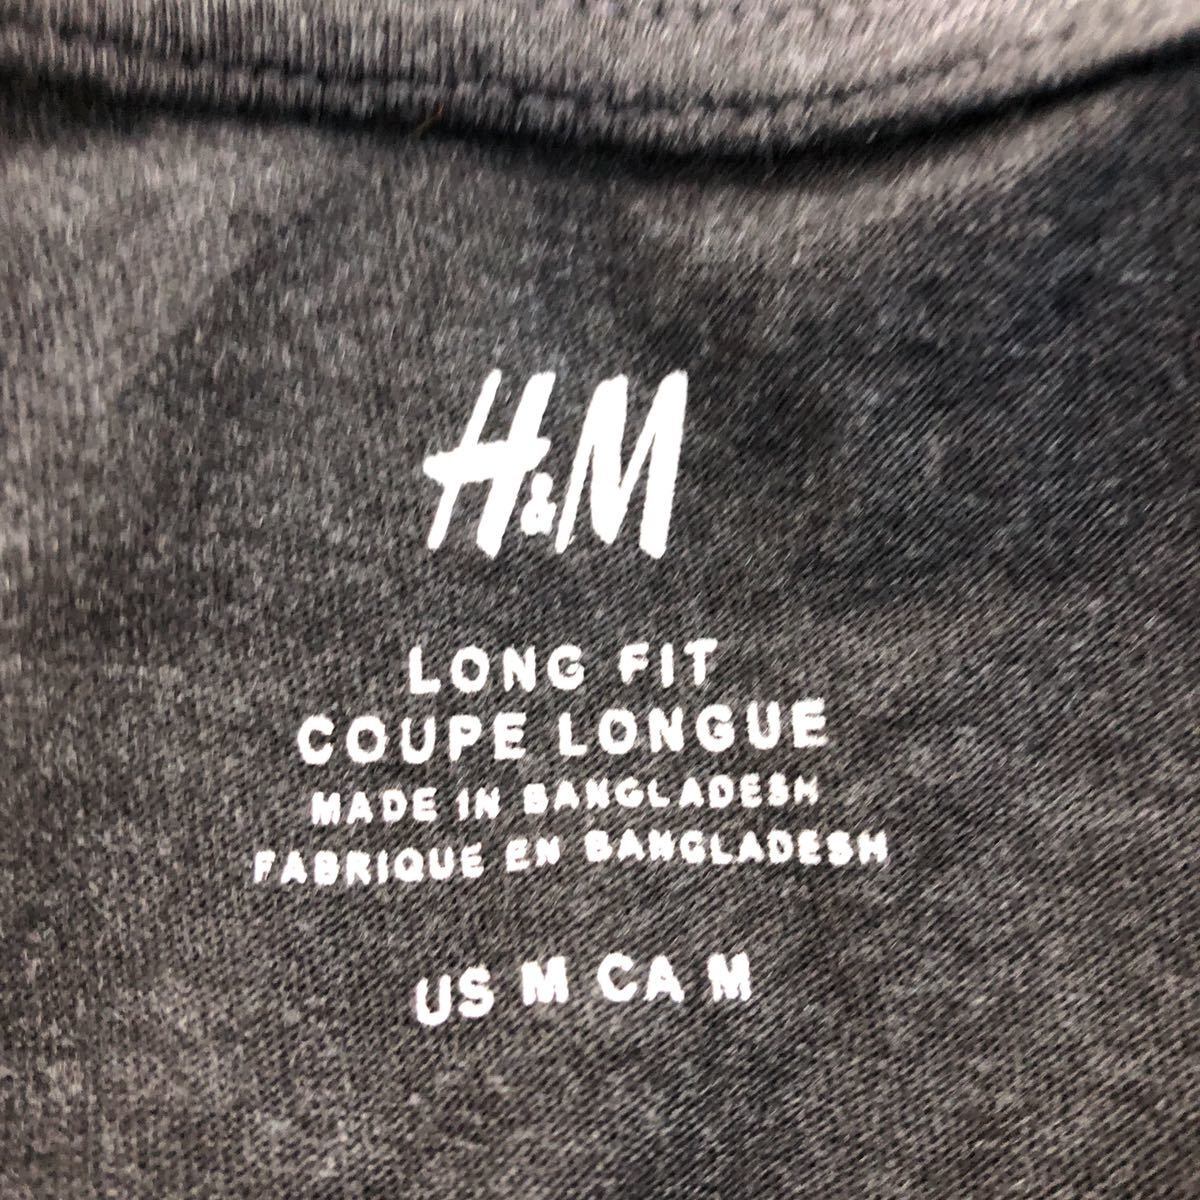 H&M
LONG FIT
COUPE LONGUE
MADE IN BANGLADESH
FABRIQUE EN BANGLADESH
US M CA M